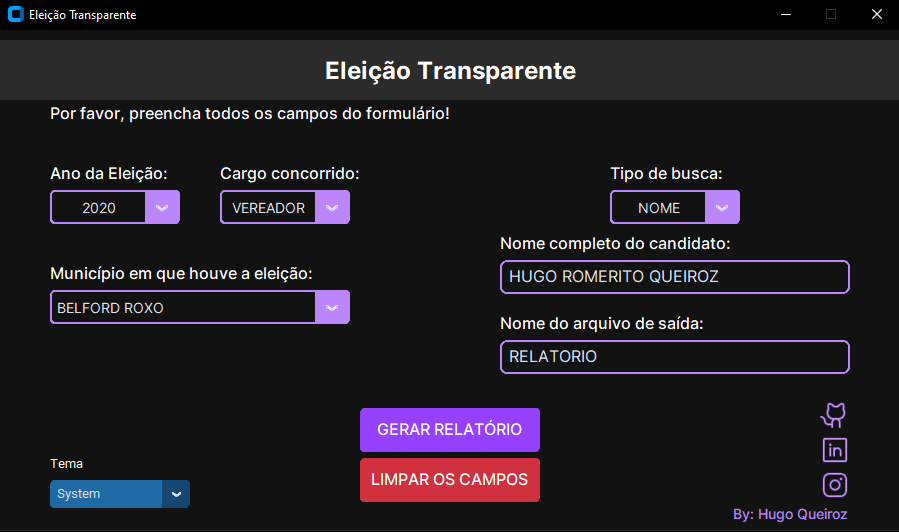 Eleição Transparente
Eleição Transparente
Por favor, preencha todos os campos do formulário!
Ano da Eleição:
Cargo concorrido:
Tipo de busca:
2020
VEREADOR
NOME
Nome completo do candidato:
HUGO ROMERITO QUEIROZ
Município em que houve a eleição:
BELFORD ROXO
Nome do arquivo de saída:
RELATORIO
GERAR RELATÓRIO
LIMPAR OS CAMPOS
Tema
System
in
By: Hugo Queiroz